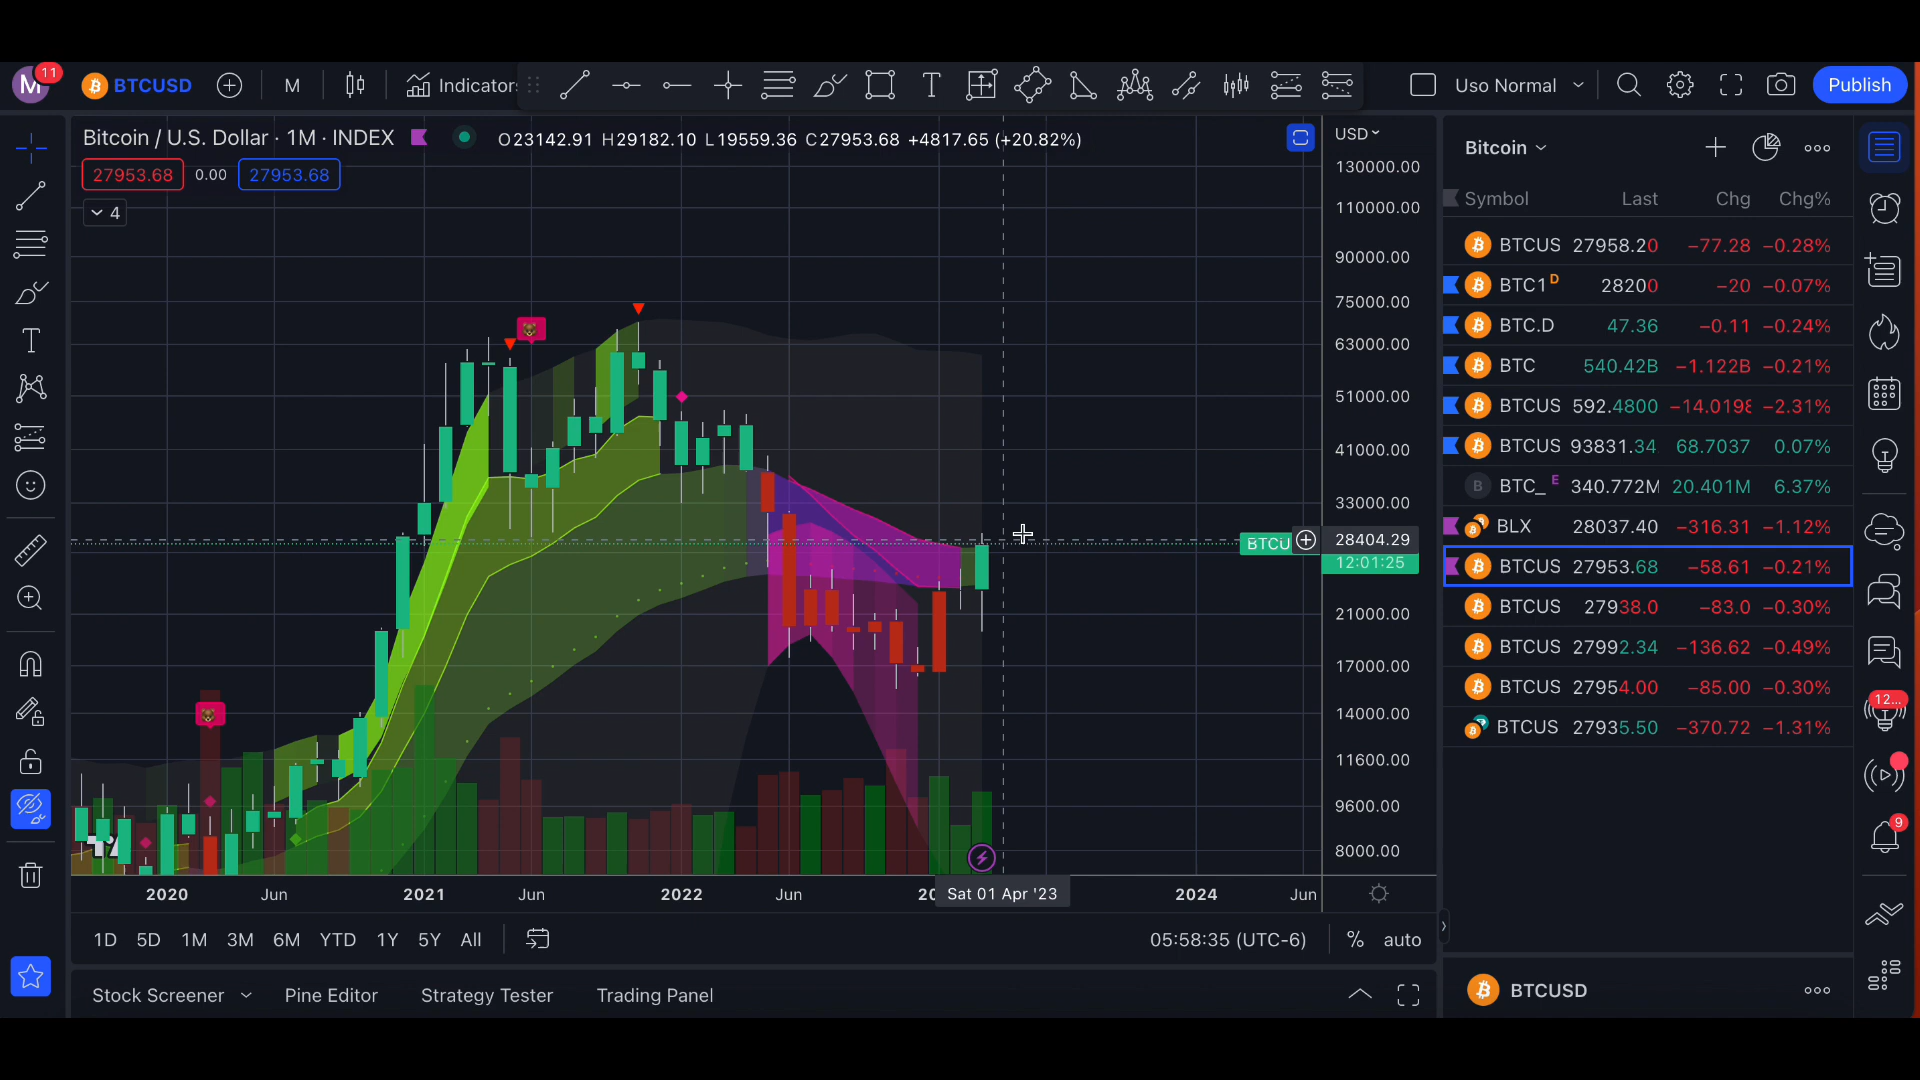 M 11 BTCUSD M Indicators T Uso Normal Publish
Bitcoin / U.S. Dollar · 1M · INDEX O23142.91 H29182.10 L19559.36 C27953.68 +4817.65 (+20.82%)
27953.68 0.00 27953.68
4
USD
130000.00
110000.00
90000.00
75000.00
63000.00
51000.00
41000.00
33000.00
BTCU 28404.29
12:01:25
21000.00
17000.00
14000.00
11600.00
9600.00
8000.00
2020 Jun 2021 Jun 2022 Jun 20 Sat 01 Apr '23 2024 Jun
1D 5D 1M 3M 6M YTD 1Y 5Y All 05:58:35 (UTC-6) % auto
Stock Screener Pine Editor Strategy Tester Trading Panel
Bitcoin
Symbol Last Chg Chg%
BTCUS 27958.20 −77.28 −0.28%
BTC1 D 28200 −20 −0.07%
BTC.D 47.36 −0.11 −0.24%
BTC 540.42B −1.122B −0.21%
BTCUS 592.4800 −14.0198 −2.31%
BTCUS 93831.34 68.7037 0.07%
B BTC_ E 340.772M 20.401M 6.37%
BLX 28037.40 −316.31 −1.12%
BTCUS 27953.68 −58.61 −0.21%
BTCUS 27938.0 −83.0 −0.30%
BTCUS 27992.34 −136.62 −0.49%
BTCUS 27954.00 −85.00 −0.30%
BTCUS 27935.50 −370.72 −1.31%
BTCUSD
T
12...
9